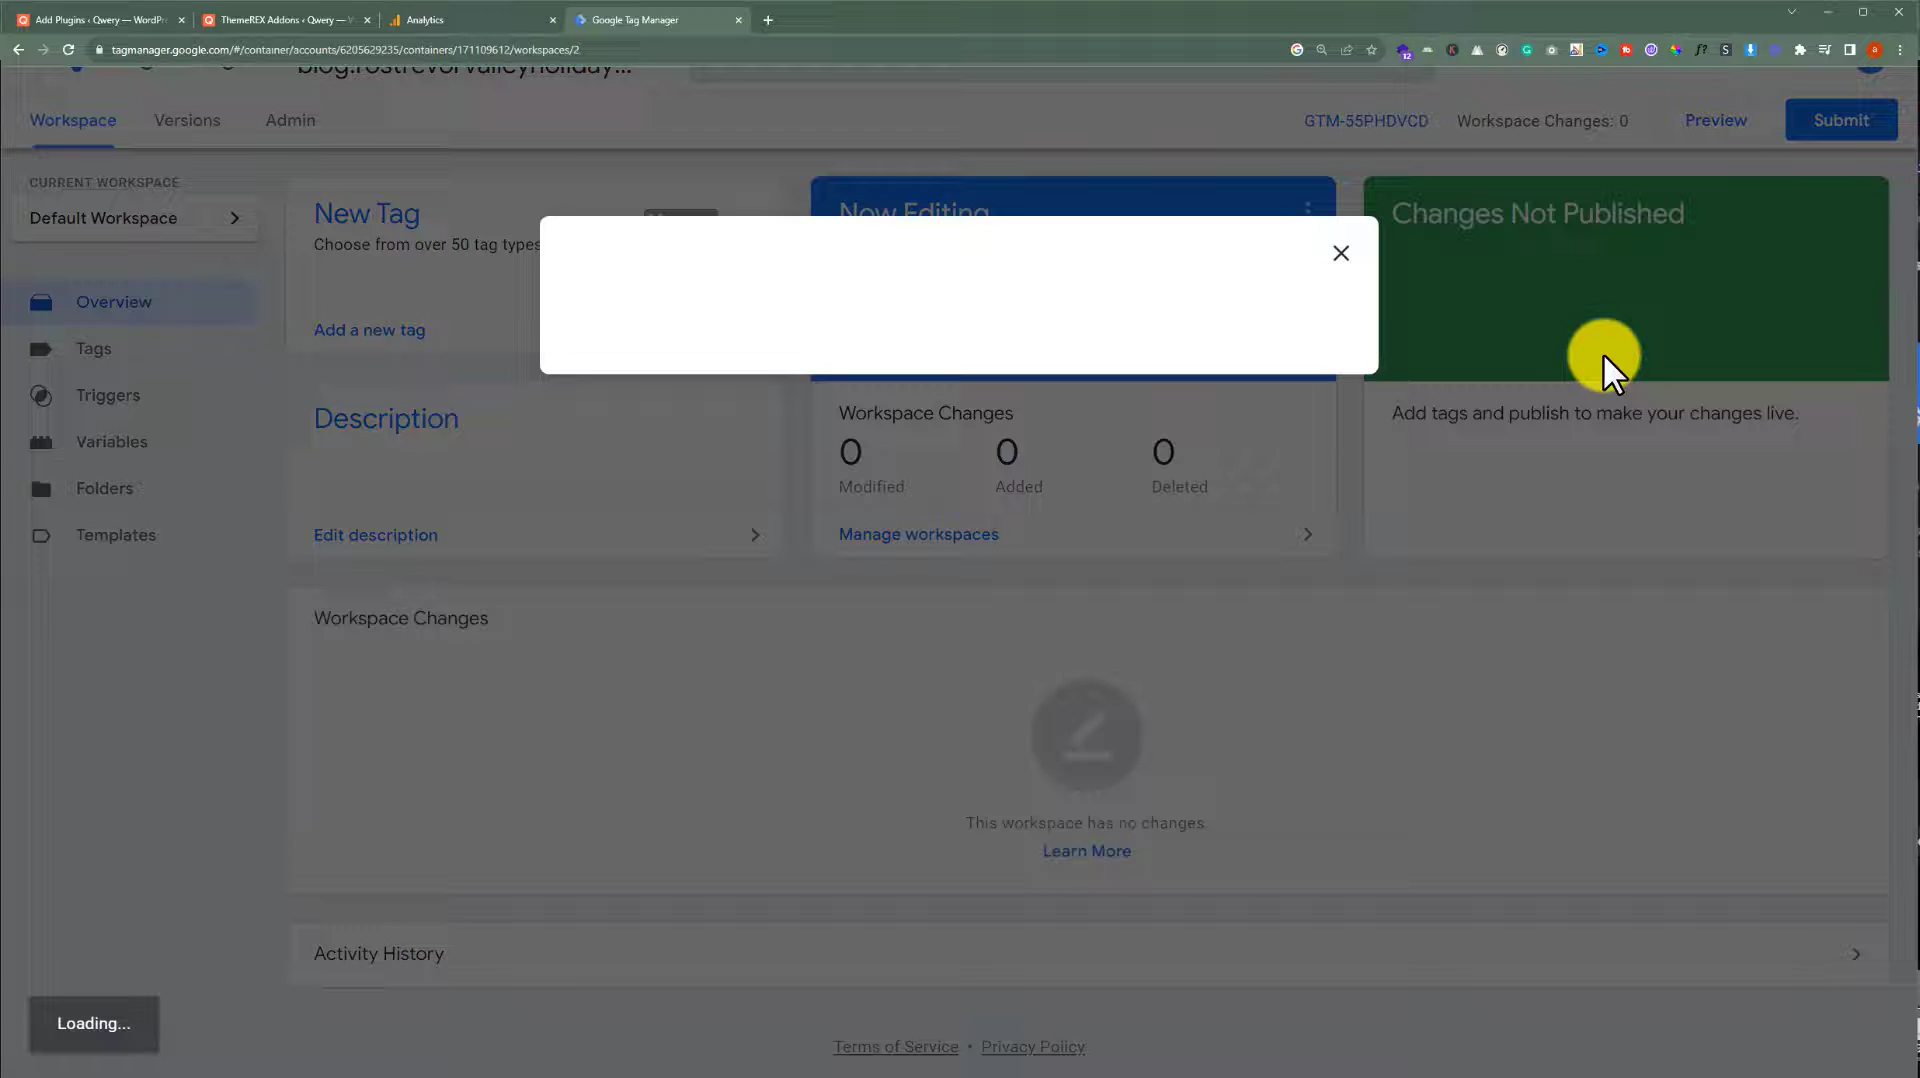 Add Plugins ‹ Qwery — WordPr
ThemeREX Addons ‹ Qwery — W
Analytics
Google Tag Manager
tagmanager.google.com/#/container/accounts/6205629235/containers/171109612/workspaces/2
blog.rostrevorvalleyholiday...
Workspace
Versions
Admin
GTM-55PHDVCD
Workspace Changes: 0
Preview
Submit
CURRENT WORKSPACE
Default Workspace
Overview
Tags
Triggers
Variables
Folders
Templates
New Tag
Choose from over 50 tag types
Add a new tag
Now Editing
Changes Not Published
Add tags and publish to make your changes live.
Description
Edit description
Workspace Changes
0 0 0
Modified Added Deleted
Manage workspaces
Workspace Changes
This workspace has no changes.
Learn More
Activity History
Loading...
Terms of Service • Privacy Policy